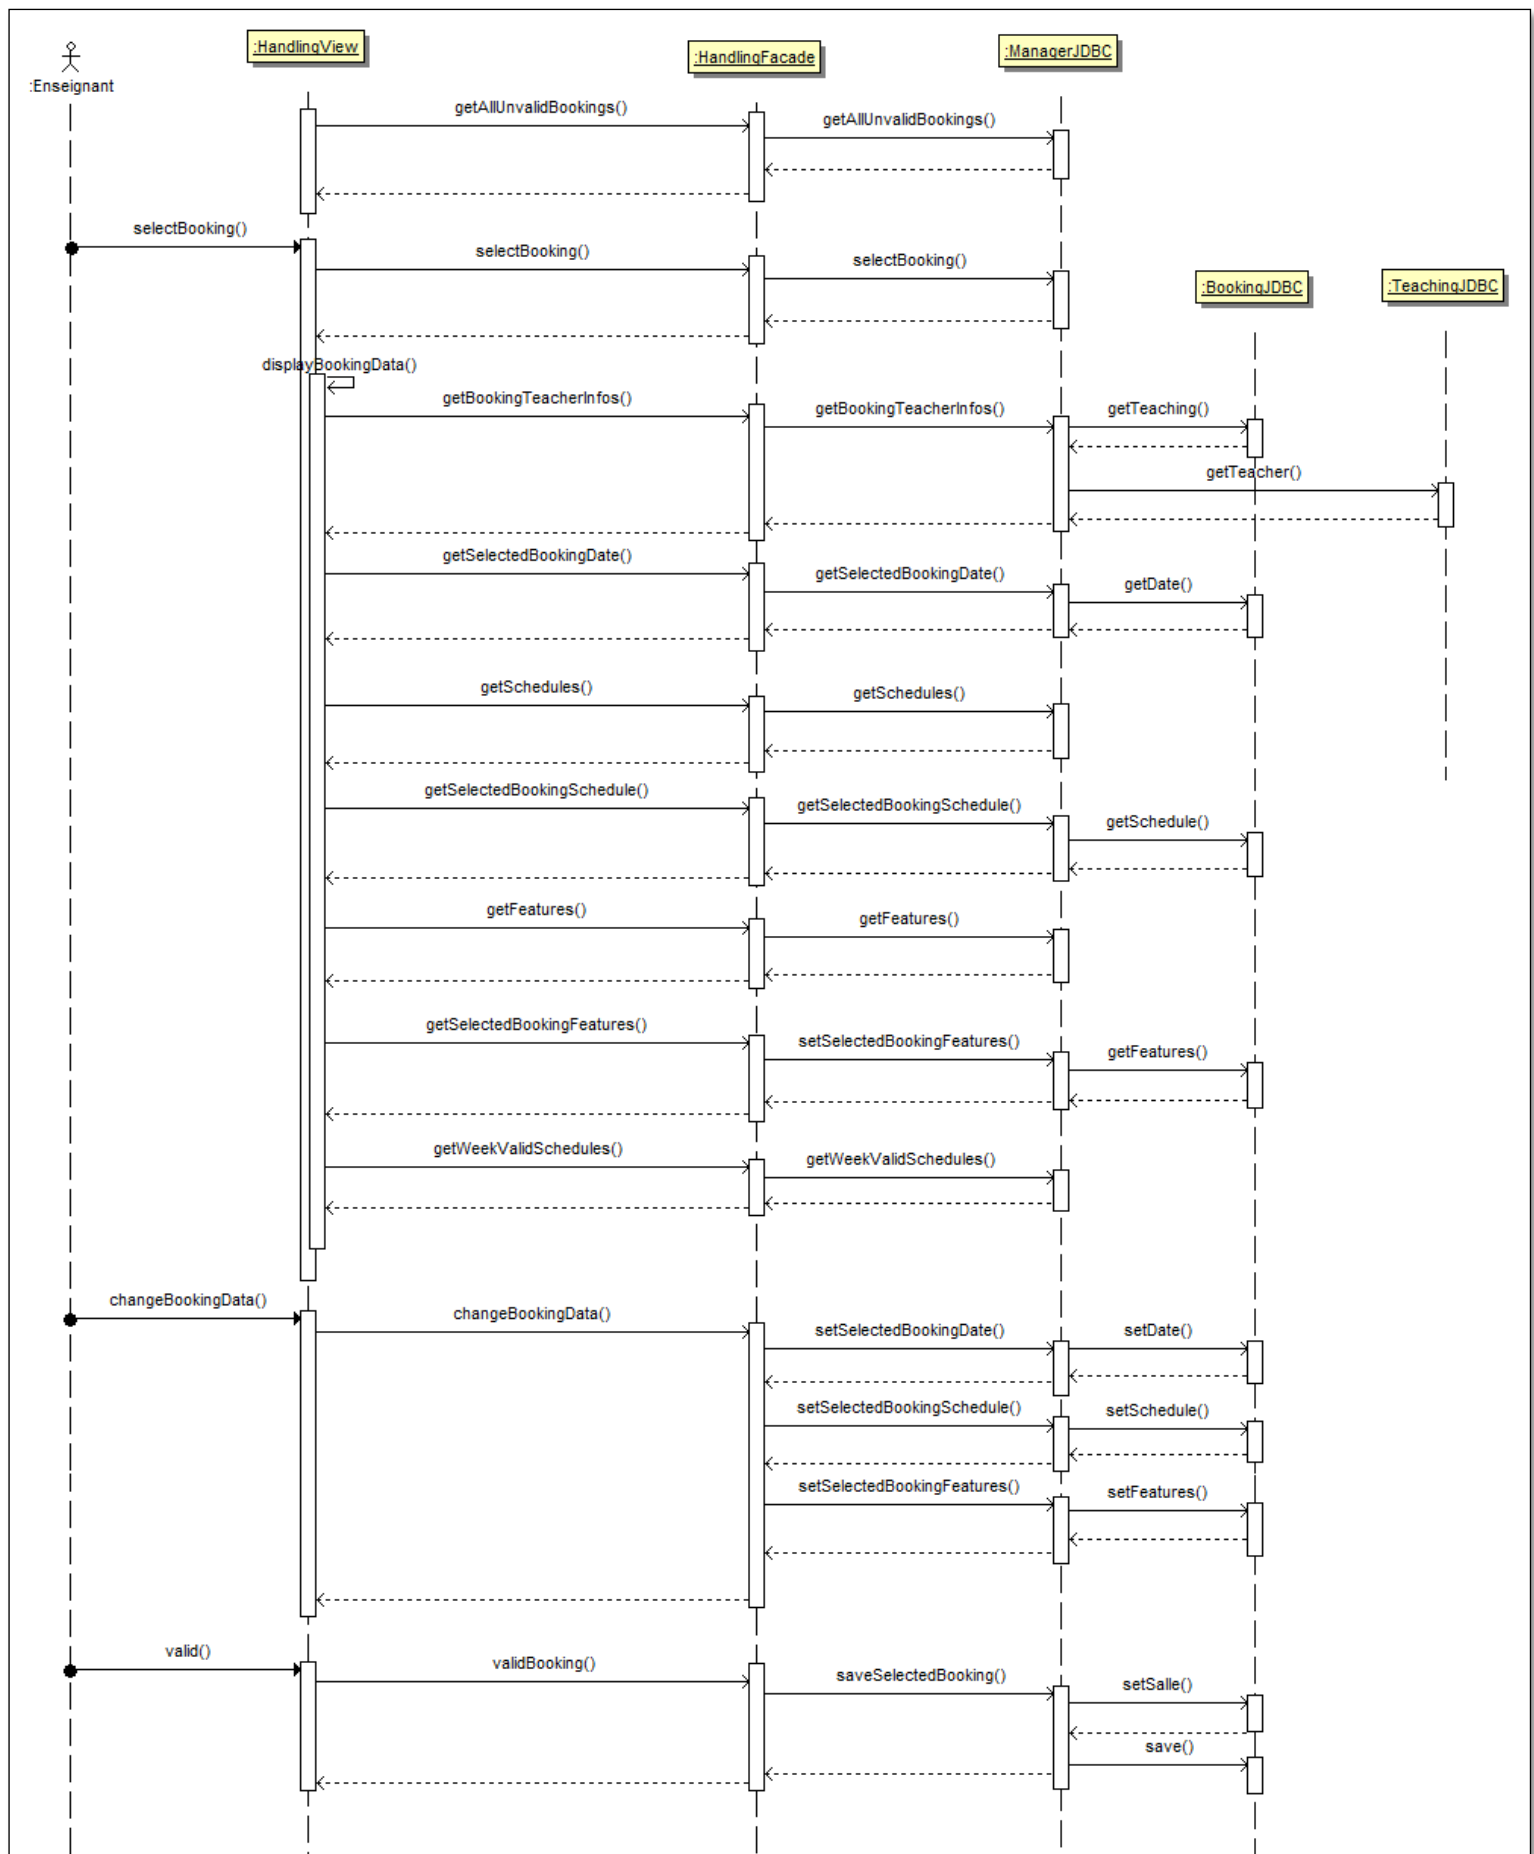 :HandlingView
:HandlingFacade
:ManagerJDBC
:Enseignant
getAllUnvalidBookings()
getAllUnvalidBookings()
selectBooking()
selectBooking()
selectBooking()
:BookingJDBC
:TeachingJDBC
displayBookingData()
getBookingTeacherInfos()
getBookingTeacherInfos()
getTeaching()
getTeacher()
getSelectedBookingDate()
getSelectedBookingDate()
getDate()
getSchedules()
getSchedules()
getSelectedBookingSchedule()
getSelectedBookingSchedule()
getSchedule()
getFeatures()
getFeatures()
getSelectedBookingFeatures()
setSelectedBookingFeatures()
getFeatures()
getWeekValidSchedules()
getWeekValidSchedules()
changeBookingData()
changeBookingData()
setSelectedBookingDate()
setDate()
setSelectedBookingSchedule()
setSchedule()
setSelectedBookingFeatures()
setFeatures()
valid()
validBooking()
saveSelectedBooking()
setSalle()
save()